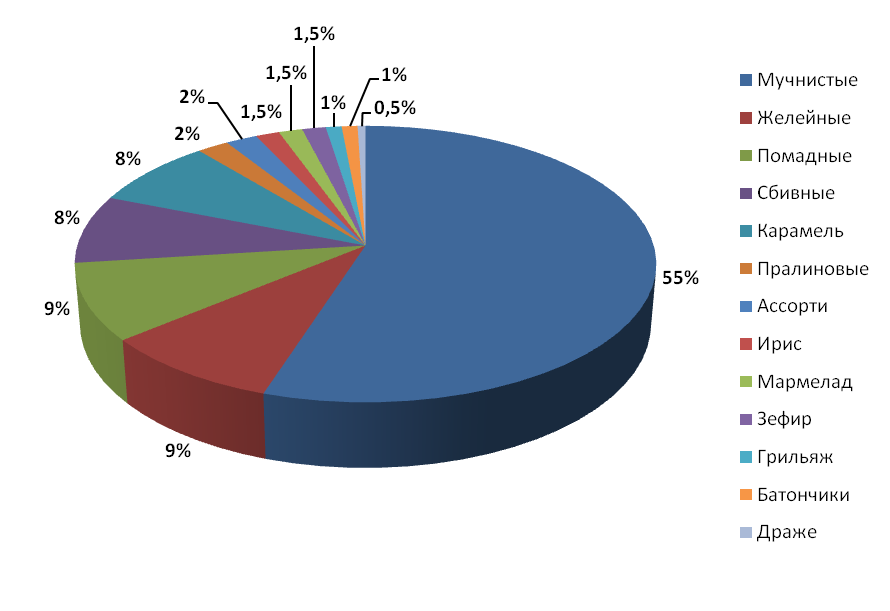 1,5%
1,5%
1%
2%
1,5%
1%
0,5%
2%
8%
8%
55%
9%
9%
Мучнистые
Желейные
Помадные
Сбивные
Карамель
Пралиновые
Ассорти
Ирис
Мармелад
Зефир
Грильяж
Батончики
Драже